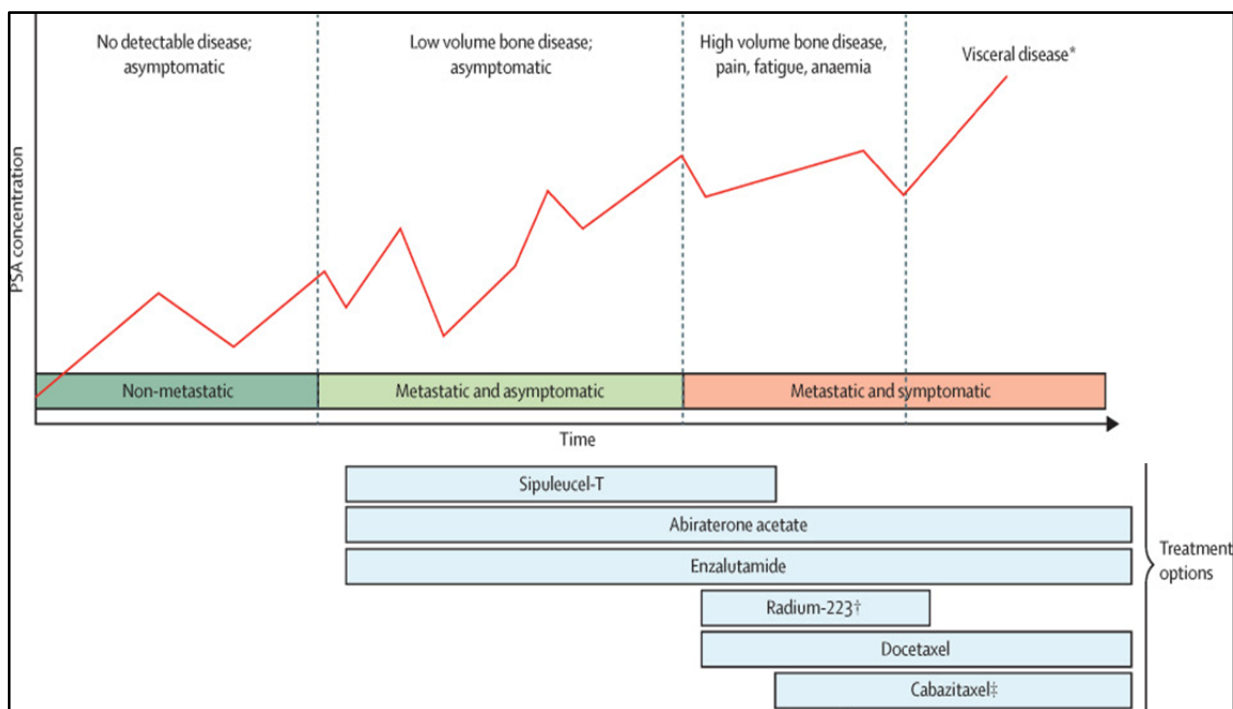 No detectable disease;
asymptomatic
Low volume bone disease;
asymptomatic
High volume bone disease,
pain, fatigue, anaemia
Visceral disease*
PSA concentration
Non-metastatic
Metastatic and asymptomatic
Metastatic and symptomatic
Time
Sipuleucel-T
Abiraterone acetate
Enzalutamide
Radium-223†
Docetaxel
Cabazitaxel‡
Treatment
options